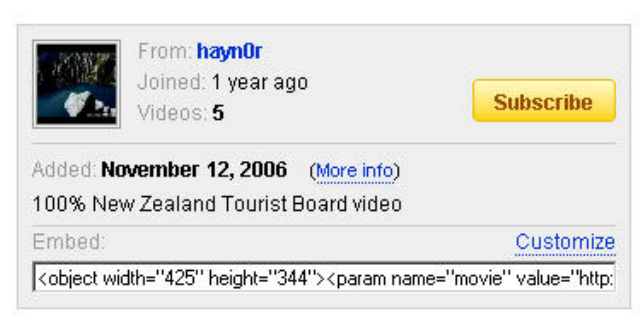 From: hayn0r
Joined: 1 year ago
Videos: 5
Subscribe
Added: November 12, 2006 (More info)
100% New Zealand Tourist Board video
Embed: Customize
<object width="425" height="344"><param name="movie" value="http: